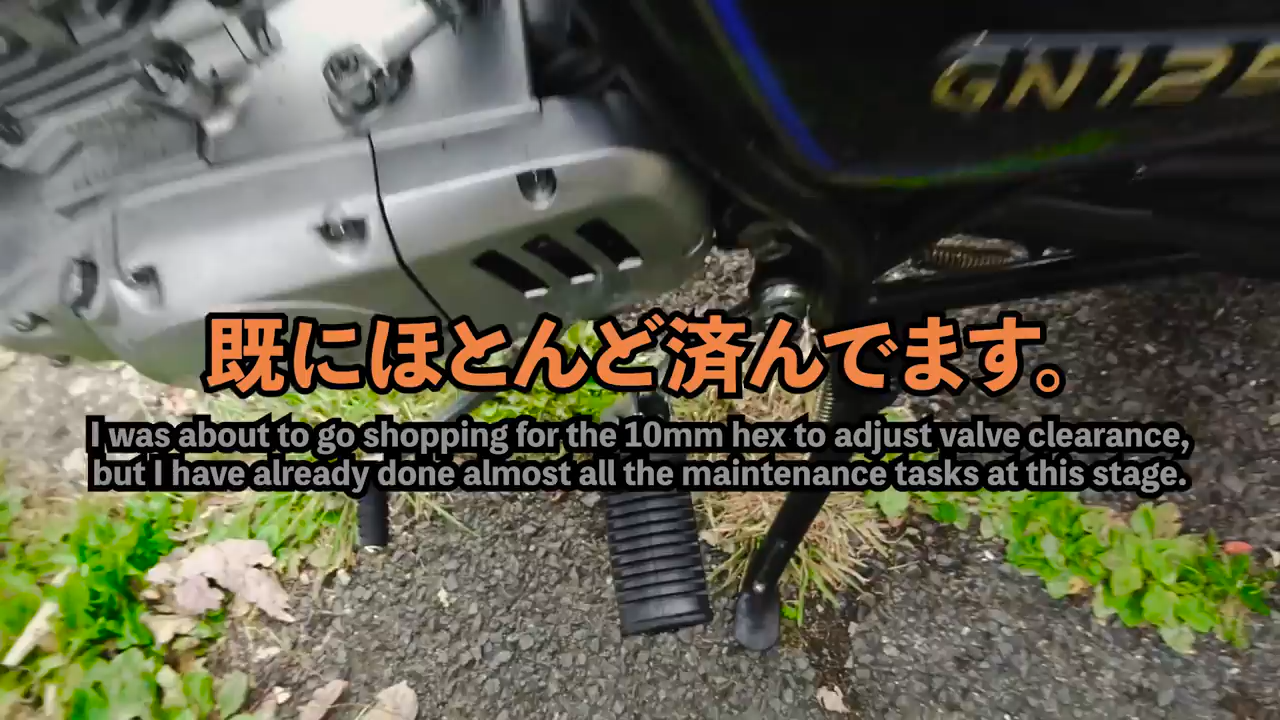 GN125
既にほとんど済んでます。
I was about to go shopping for the 10mm hex to adjust valve clearance,
but I have already done almost all the maintenance tasks at this stage.